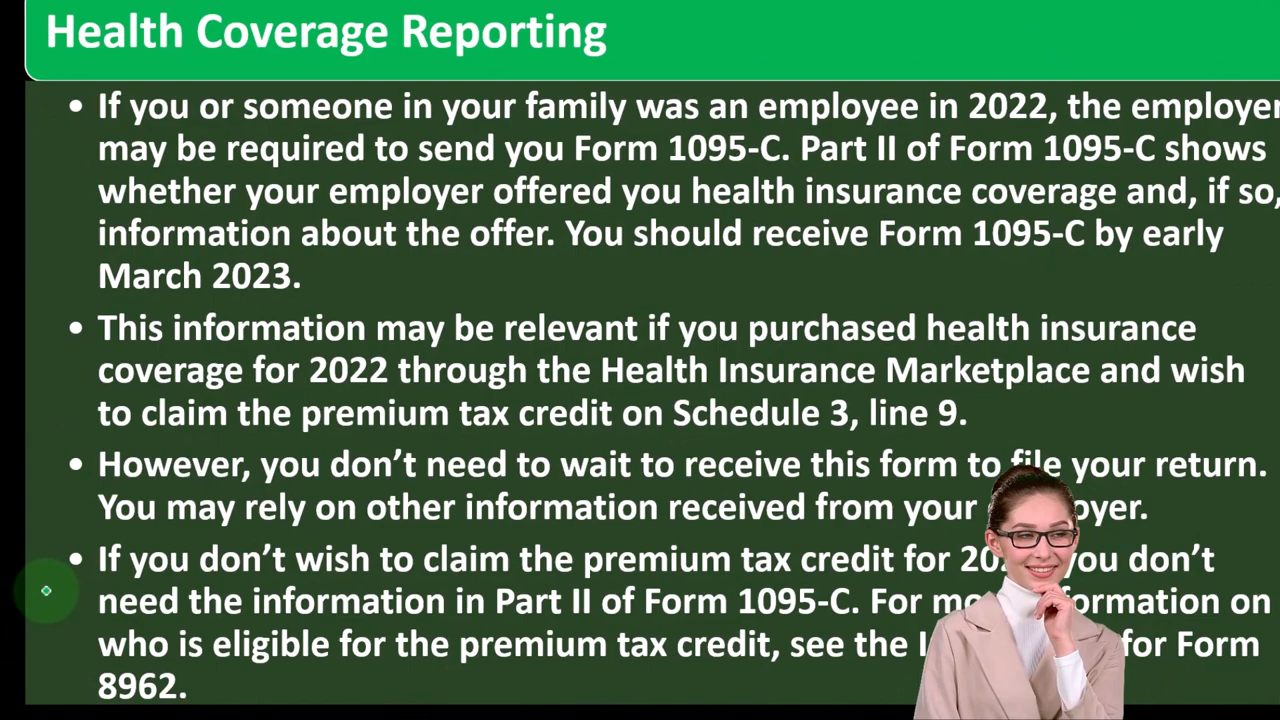 Health Coverage Reporting
• If you or someone in your family was an employee in 2022, the employer
may be required to send you Form 1095-C. Part II of Form 1095-C shows
whether your employer offered you health insurance coverage and, if so,
information about the offer. You should receive Form 1095-C by early
March 2023.
• This information may be relevant if you purchased health insurance
coverage for 2022 through the Health Insurance Marketplace and wish
to claim the premium tax credit on Schedule 3, line 9.
• However, you don’t need to wait to receive this form to file your return.
You may rely on other information received from your
• If you don’t wish to claim the premium tax credit for you don’t
need the information in Part II of Form 1095-C. For on
who is eligible for the premium tax credit, see the for Form
8962.